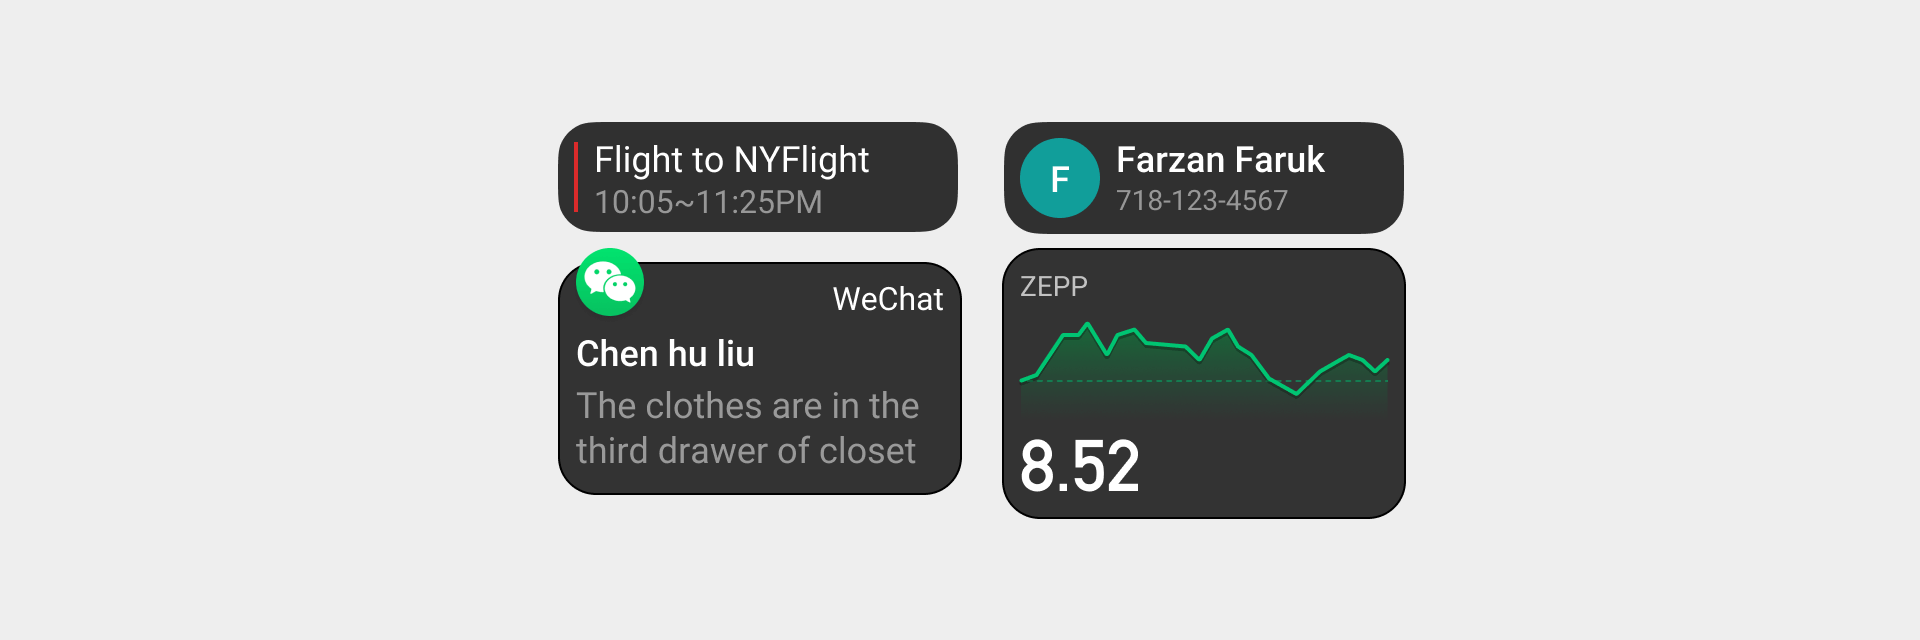 Flight to NYFlight
10:05~11:25PM
F
Farzan Faruk
718-123-4567
WeChat
Chen hu liu
The clothes are in the
third drawer of closet
ZEPP
8.52